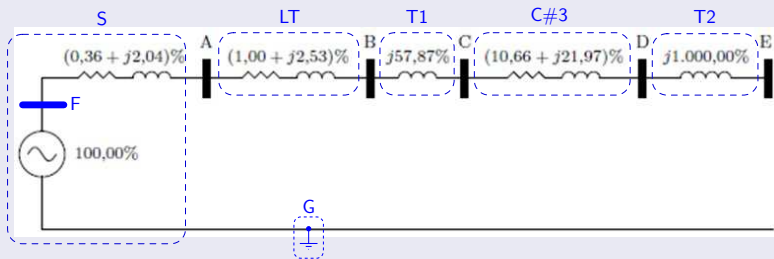 S LT T1 C#3 T2
A B C D E
(0,36 + j2,04)% (1,00 + j2,53)% j57,87% (10,66 + j21,97)% j1.000,00%
F
100,00%
G